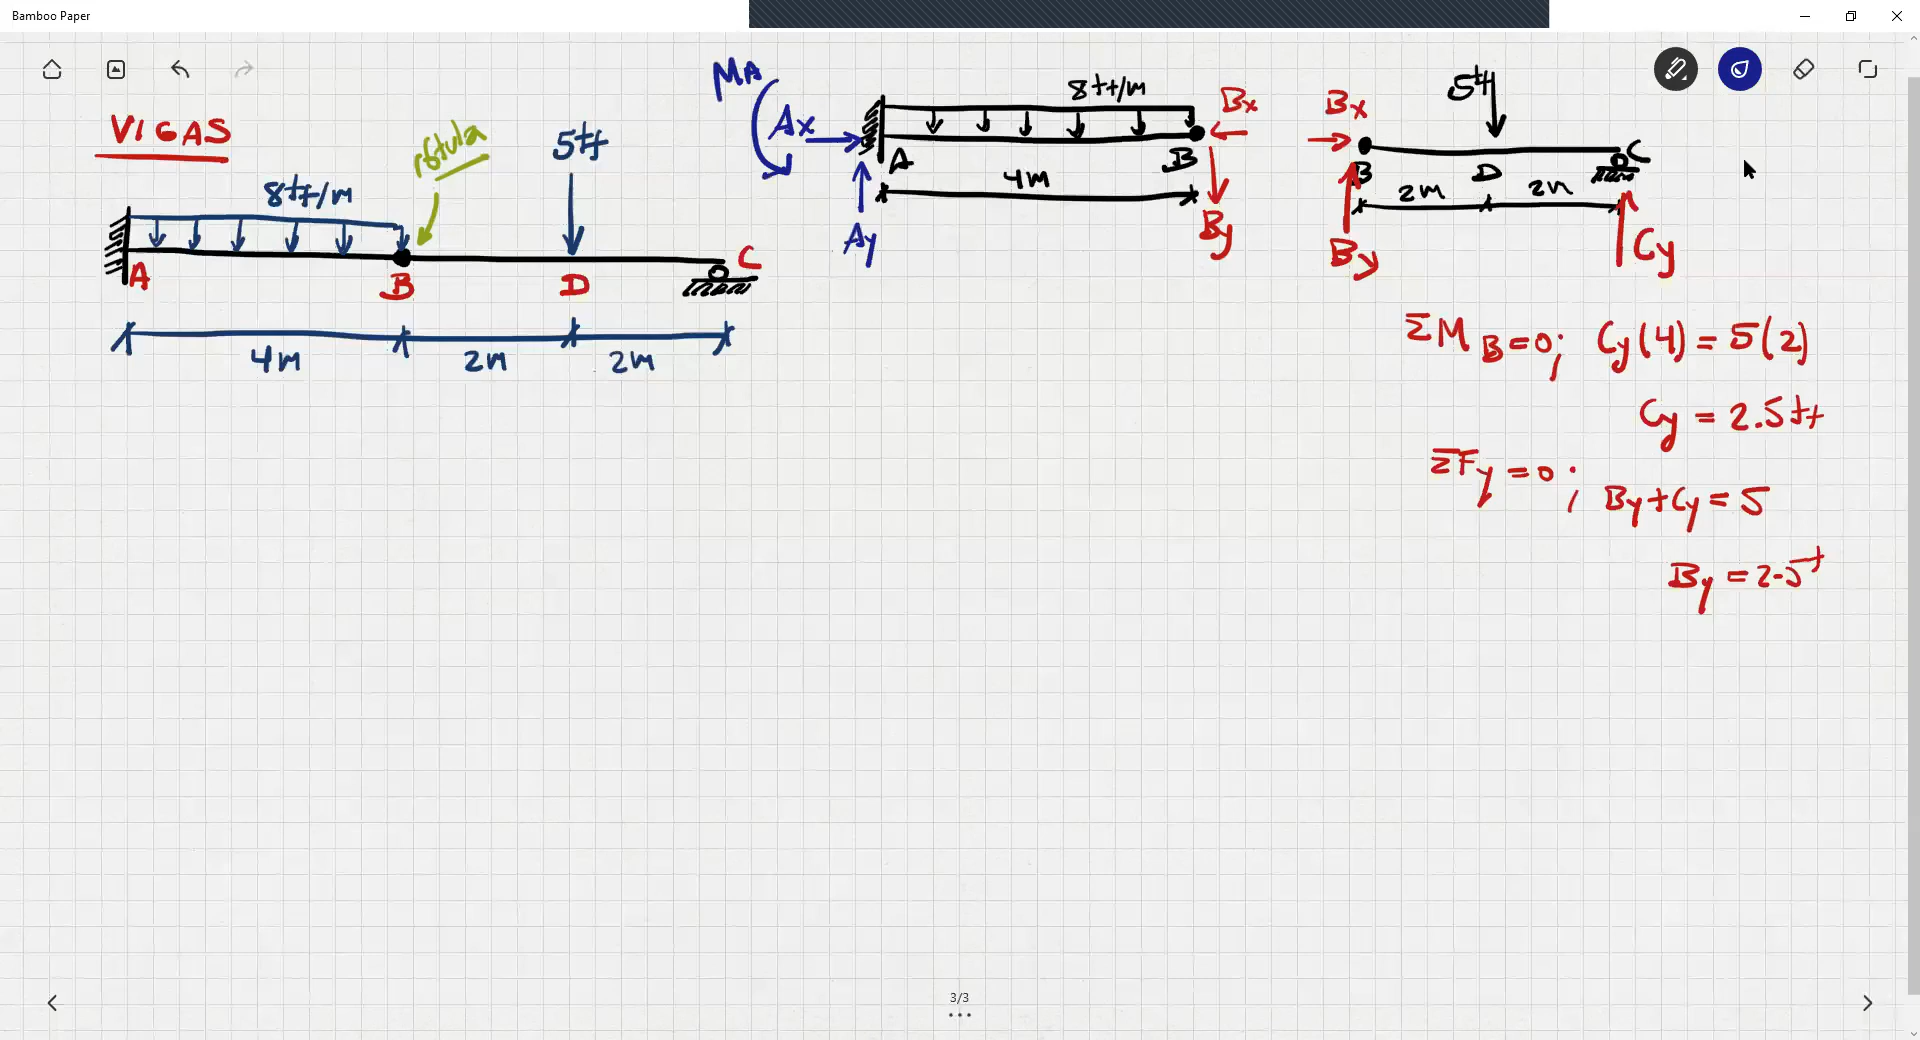 Bamboo Paper
VIGAS
rótula
5tf
8tf/m
A
B
D
C
4m
2m
2m
MA
Ax
Ay
8tf/m
A
B
4m
Bx
By
Bx
5tf
B
D
C
2m
2m
By
Cy
ΣM B=0; Cy(4) = 5(2)
Cy = 2.5tf
ΣFy =0; By+Cy = 5
By = 2.5t
3/3